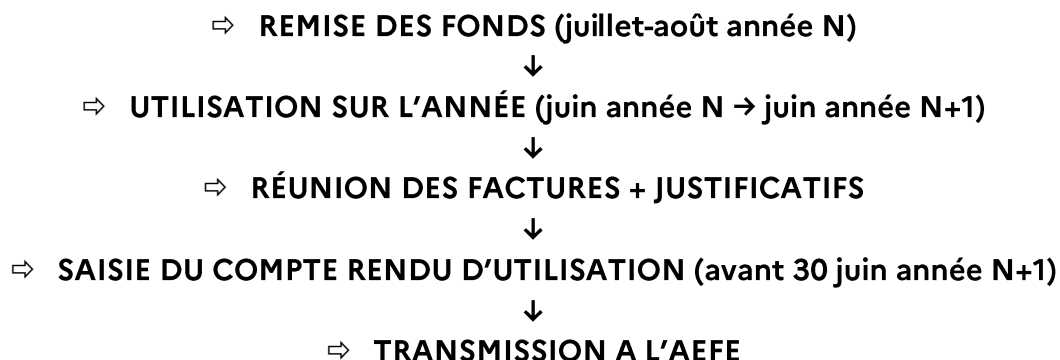 ⇨ REMISE DES FONDS (juillet-août année N)
↓
⇨ UTILISATION SUR L’ANNÉE (juin année N → juin année N+1)
↓
⇨ RÉUNION DES FACTURES + JUSTIFICATIFS
↓
⇨ SAISIE DU COMPTE RENDU D’UTILISATION (avant 30 juin année N+1)
↓
⇨ TRANSMISSION A L’AEFE